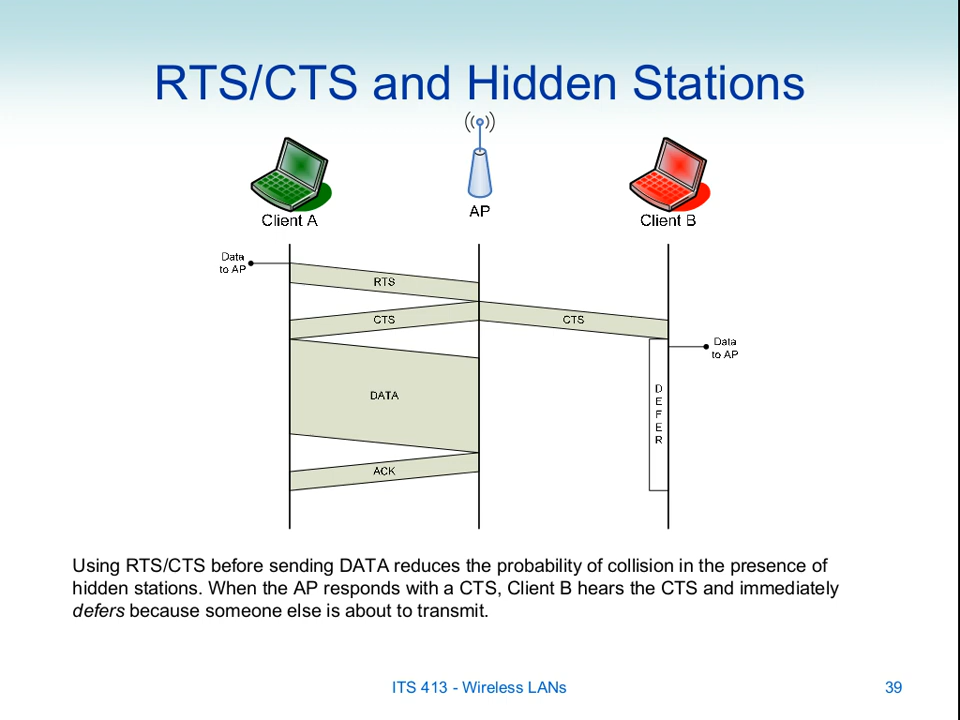 RTS/CTS and Hidden Stations
Client A
AP
Client B
Data
to AP
RTS
CTS
CTS
Data
to AP
DATA
D
E
F
E
R
ACK
Using RTS/CTS before sending DATA reduces the probability of collision in the presence of
hidden stations. When the AP responds with a CTS, Client B hears the CTS and immediately
defers because someone else is about to transmit.
ITS 413 - Wireless LANs
39